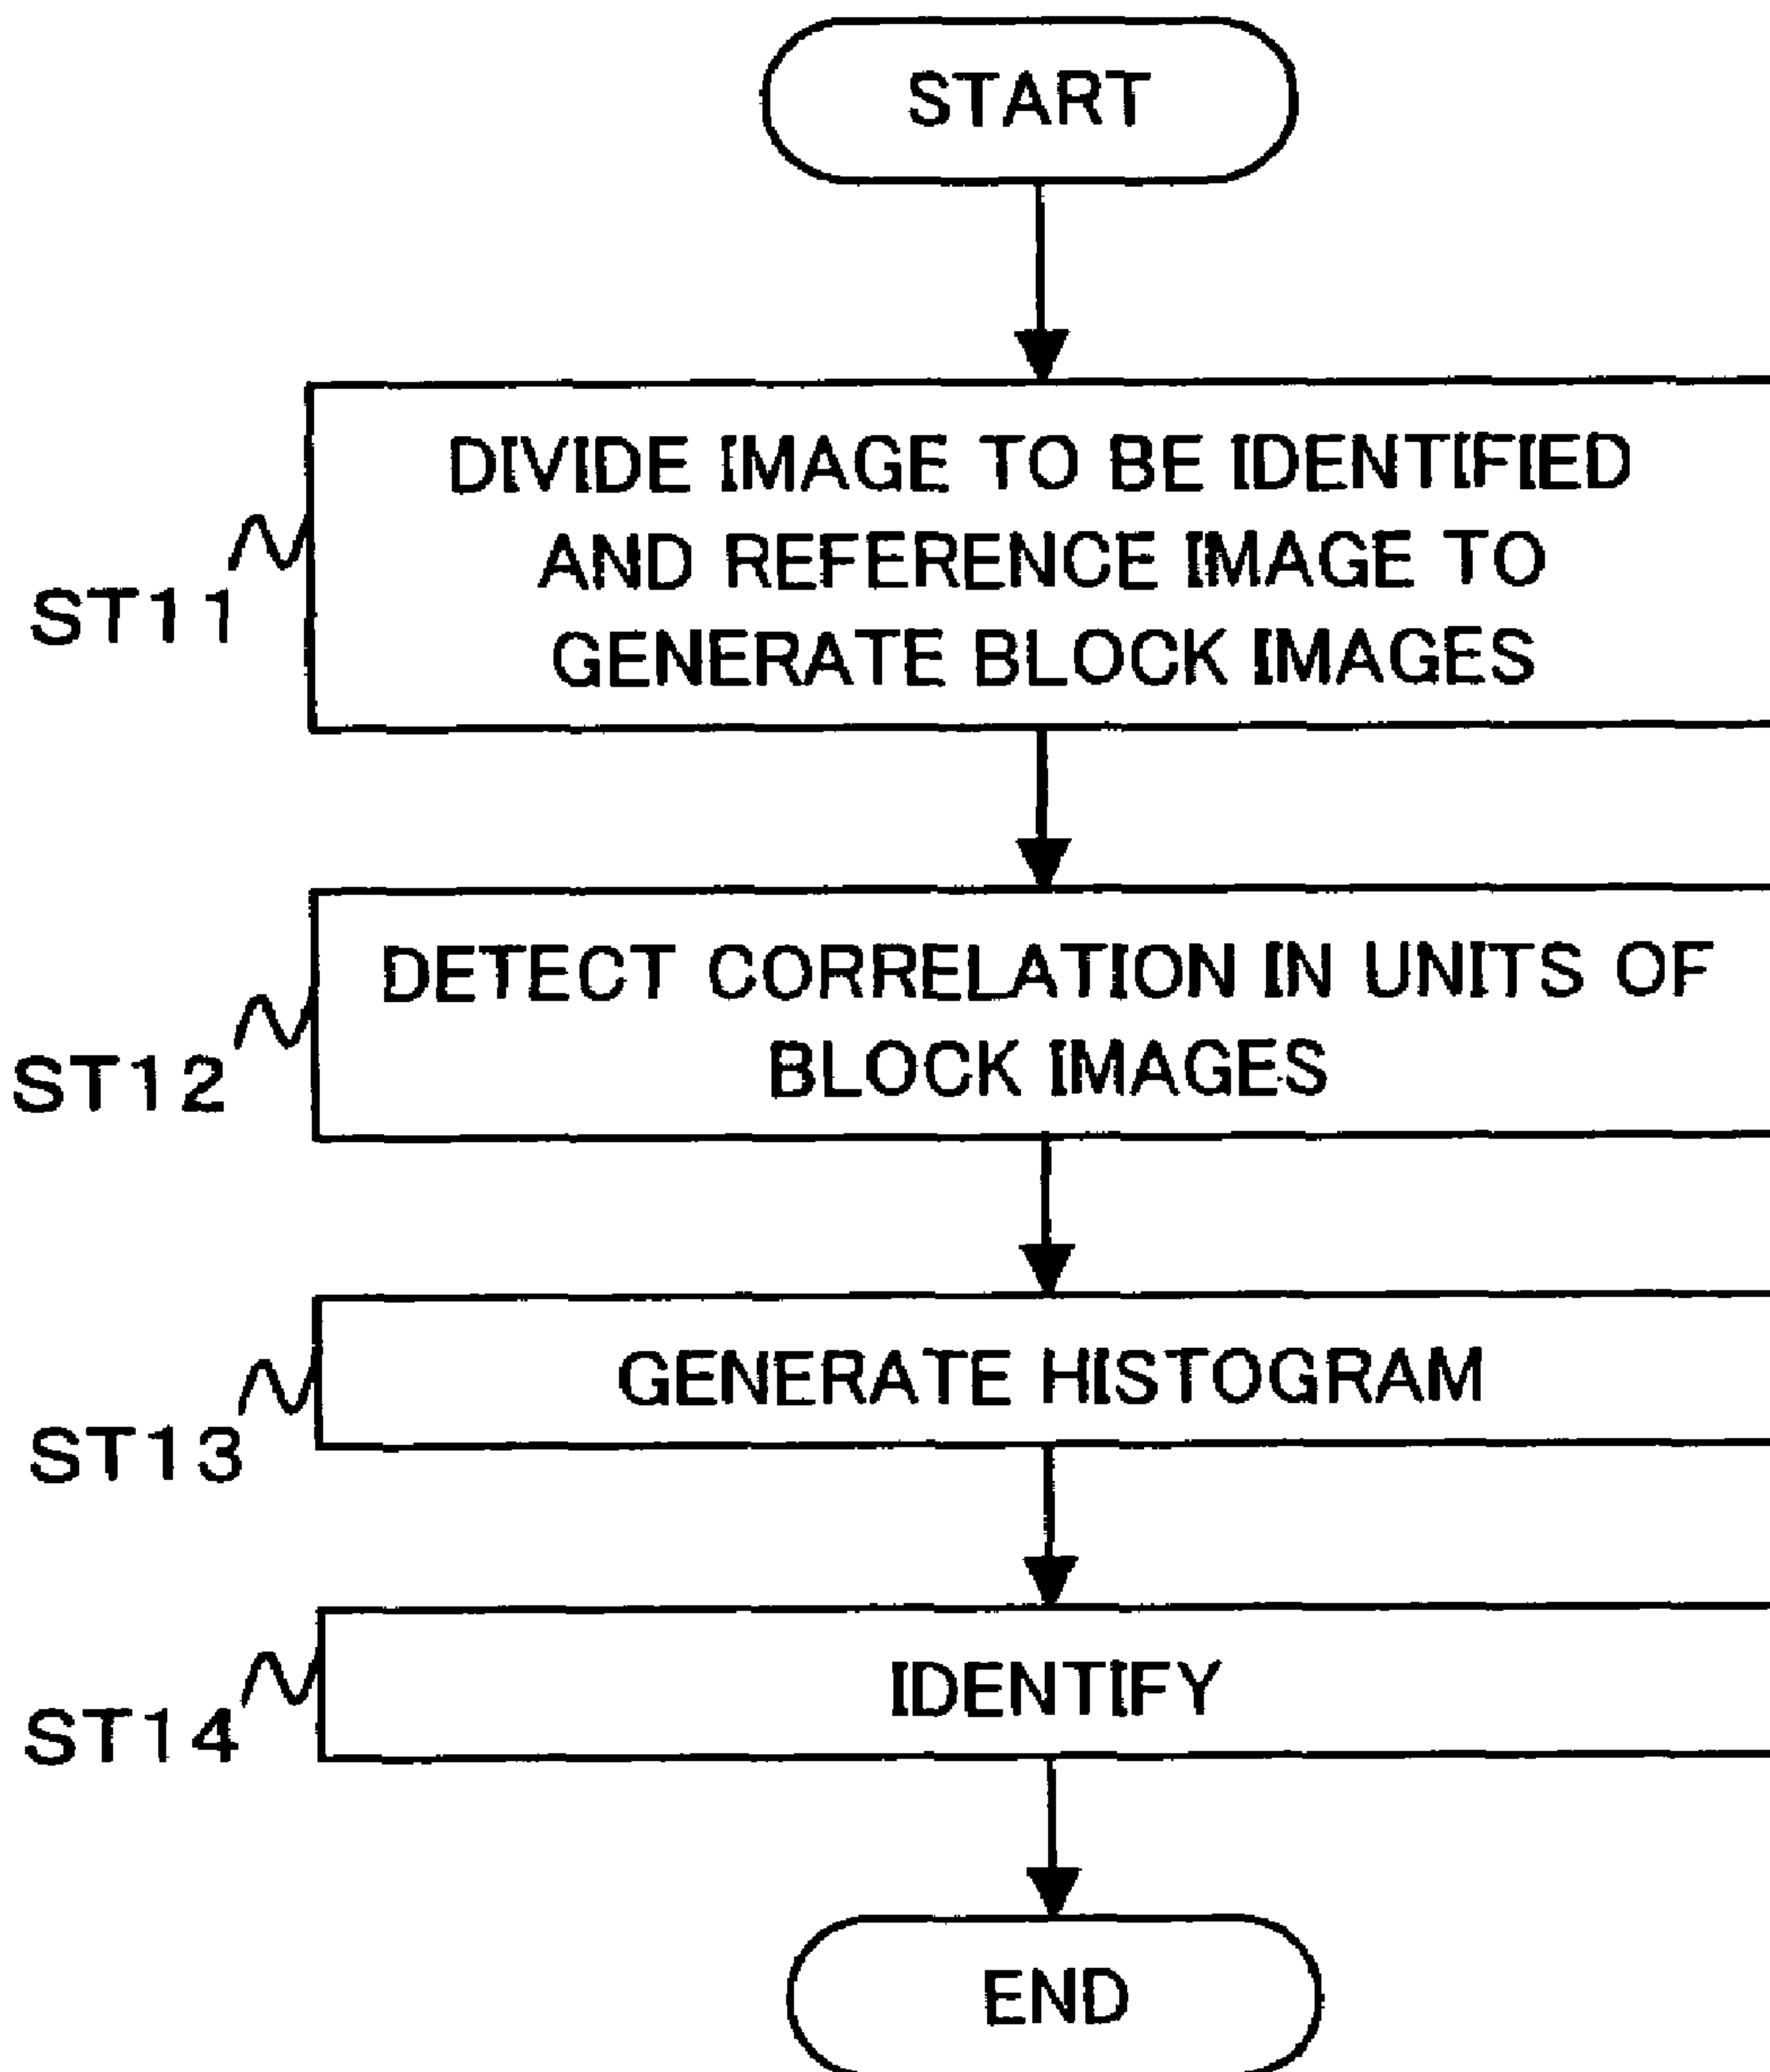 START
DIVIDE IMAGE TO BE IDENTIFIED
AND REFERENCE IMAGE TO
GENERATE BLOCK IMAGES
ST11
DETECT CORRELATION IN UNITS OF
BLOCK IMAGES
ST12
GENERATE HISTOGRAM
ST13
IDENTIFY
ST14
END